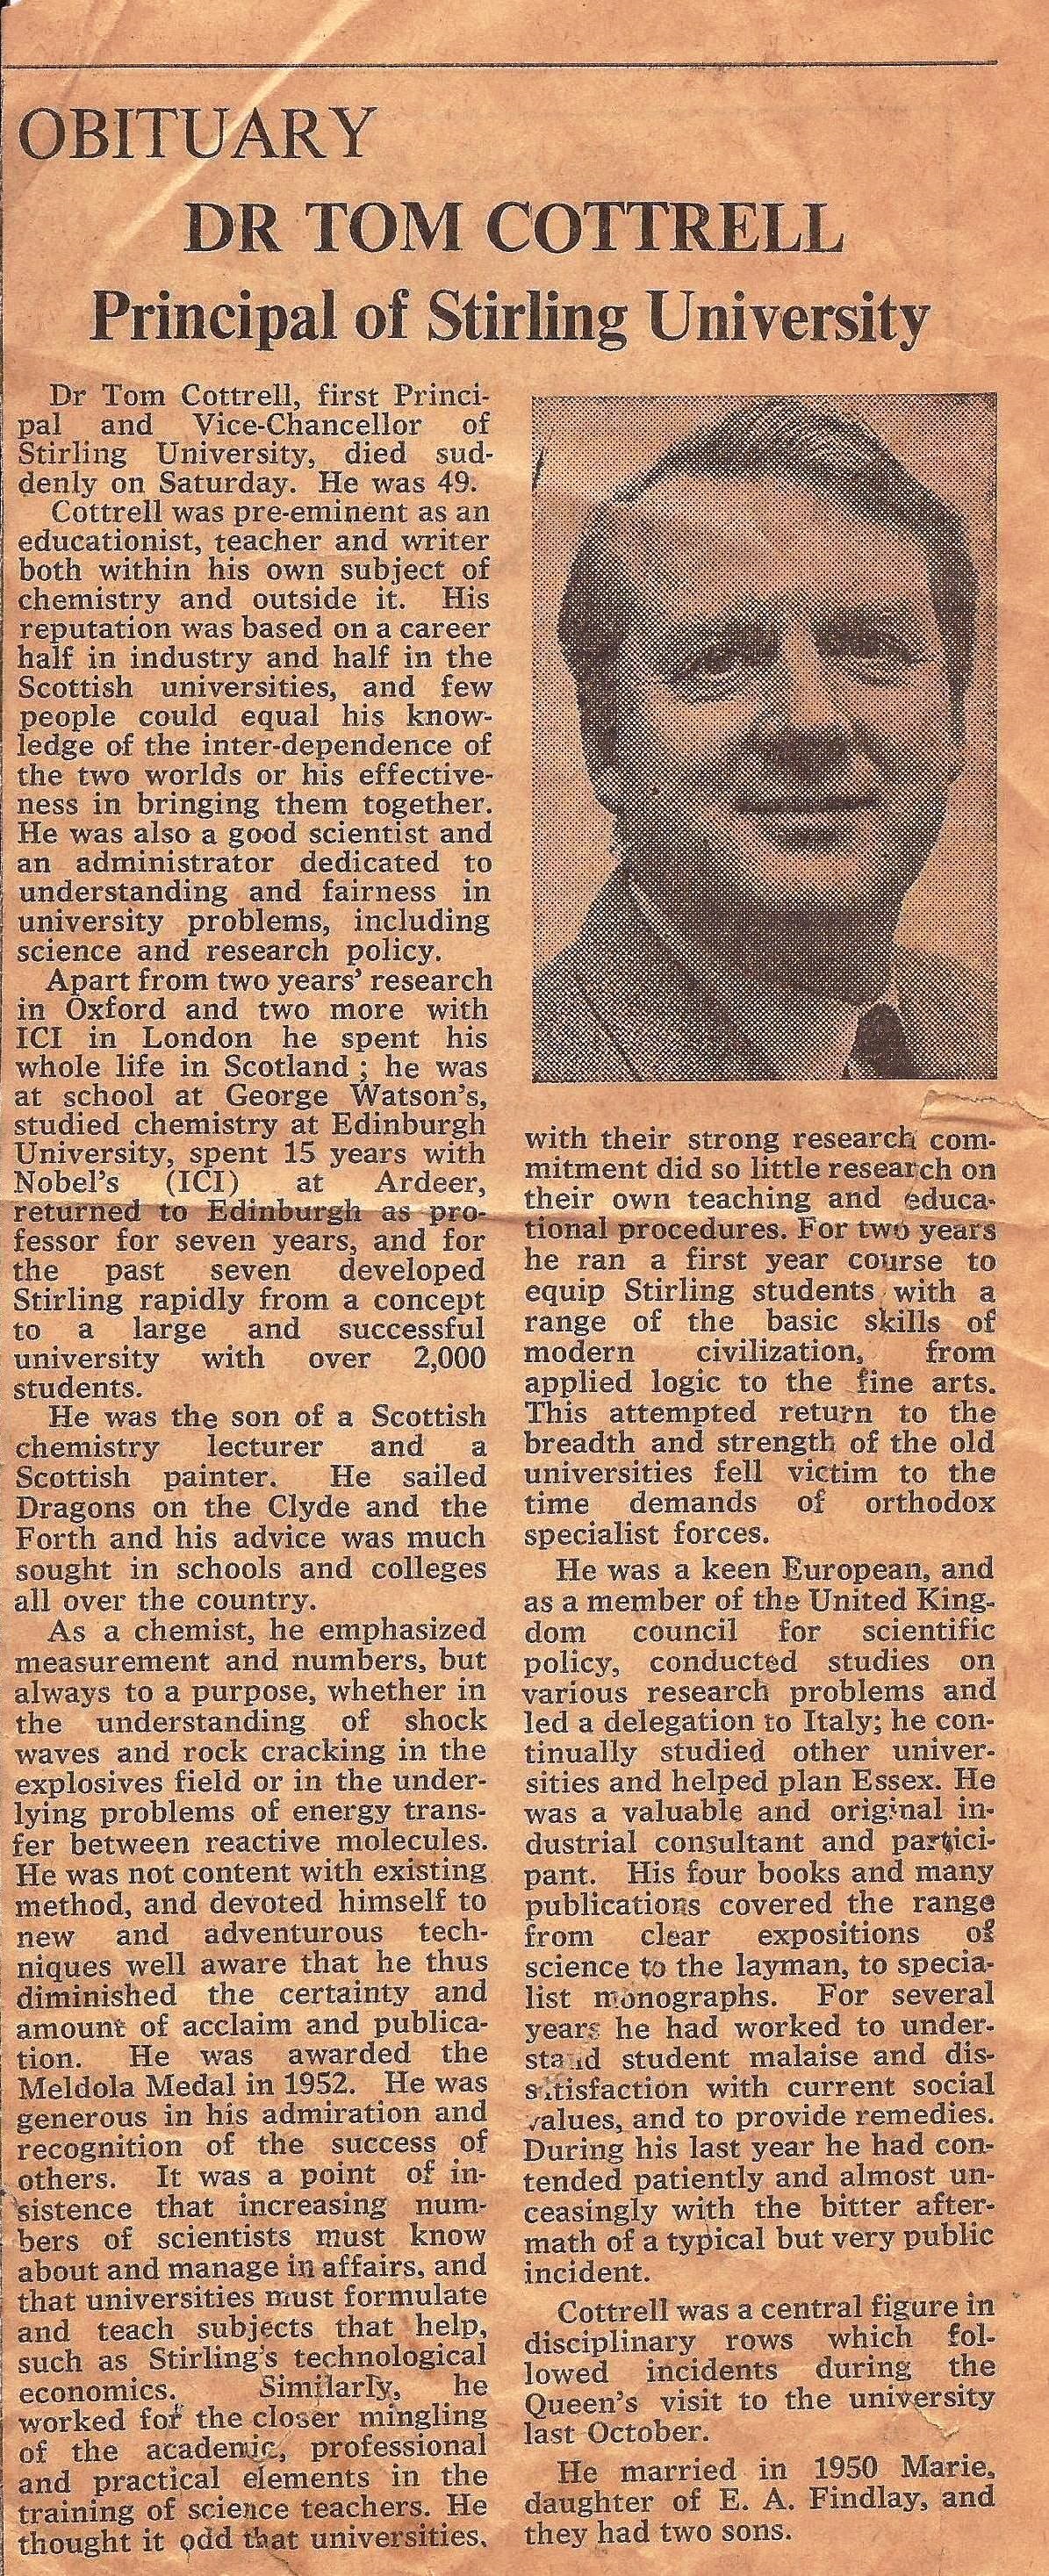 OBITUARY
DR TOM COTTRELL
Principal of Stirling University
Dr Tom Cottrell, first Princi-
pal and Vice-Chancellor of
Stirling University, died sud-
denly on Saturday. He was 49.
Cottrell was pre-eminent as an
educationist, teacher and writer
both within his own subject of
chemistry and outside it. His
reputation was based on a career
half in industry and half in the
Scottish universities, and few
people could equal his know-
ledge of the inter-dependence of
the two worlds or his effective-
ness in bringing them together.
He was also a good scientist and
an administrator dedicated to
understanding and fairness in
university problems, including
science and research policy.
Apart from two years' research
in Oxford and two more with
ICI in London he spent his
whole life in Scotland ; he was
at school at George Watson's,
studied chemistry at Edinburgh
University, spent 15 years with
Nobel's (ICI) at Ardeer,
returned to Edinburgh as pro-
fessor for seven years, and for
the past seven developed
Stirling rapidly from a concept
to a large and successful
university with over 2,000
students.
He was the son of a Scottish
chemistry lecturer and a
Scottish painter. He sailed
Dragons on the Clyde and the
Forth and his advice was much
sought in schools and colleges
all over the country.
As a chemist, he emphasized
measurement and numbers, but
always to a purpose, whether in
the understanding of shock
waves and rock cracking in the
explosives field or in the under-
lying problems of energy trans-
fer between reactive molecules.
He was not content with existing
method, and devoted himself to
new and adventurous tech-
niques well aware that he thus
diminished the certainty and
amount of acclaim and publica-
tion. He was awarded the
Meldola Medal in 1952. He was
generous in his admiration and
recognition of the success of
others. It was a point of in-
sistence that increasing num-
bers of scientists must know
about and manage in affairs, and
that universities must formulate
and teach subjects that help,
such as Stirling's technological
economics. Similarly, he
worked for the closer mingling
of the academic, professional
and practical elements in the
training of science teachers. He
thought it odd that universities,
with their strong research com-
mitment did so little research on
their own teaching and educa-
tional procedures. For two years
he ran a first year course to
equip Stirling students with a
range of the basic skills of
modern civilization, from
applied logic to the fine arts.
This attempted return to the
breadth and strength of the old
universities fell victim to the
time demands of orthodox
specialist forces.
He was a keen European, and
as a member of the United King-
dom council for scientific
policy, conducted studies on
various research problems and
led a delegation to Italy; he con-
tinually studied other univer-
sities and helped plan Essex. He
was a valuable and original in-
dustrial consultant and partici-
pant. His four books and many
publications covered the range
from clear expositions of
science to the layman, to specia-
list monographs. For several
years he had worked to under-
stand student malaise and dis-
satisfaction with current social
values, and to provide remedies.
During his last year he had con-
tended patiently and almost un-
ceasingly with the bitter after-
math of a typical but very public
incident.
Cottrell was a central figure in
disciplinary rows which fol-
lowed incidents during the
Queen's visit to the university
last October.
He married in 1950 Marie,
daughter of E. A. Findlay, and
they had two sons.